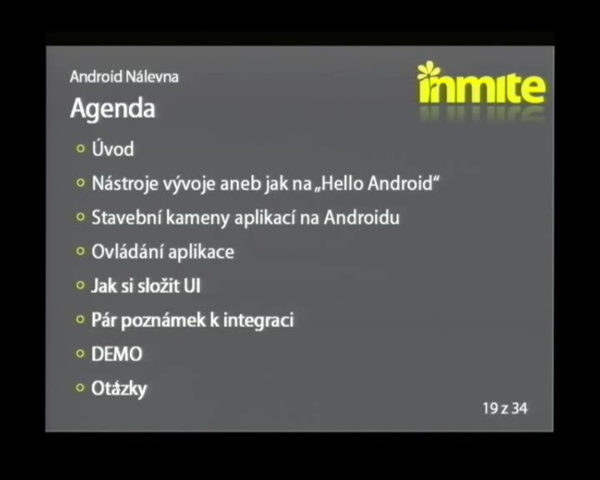 Android Nálevna
inmite
Agenda
Úvod
Nástroje vývoje aneb jak na „Hello Android“
Stavební kameny aplikací na Androidu
Ovládání aplikace
Jak si složit UI
Pár poznámek k integraci
DEMO
Otázky
19 z 34